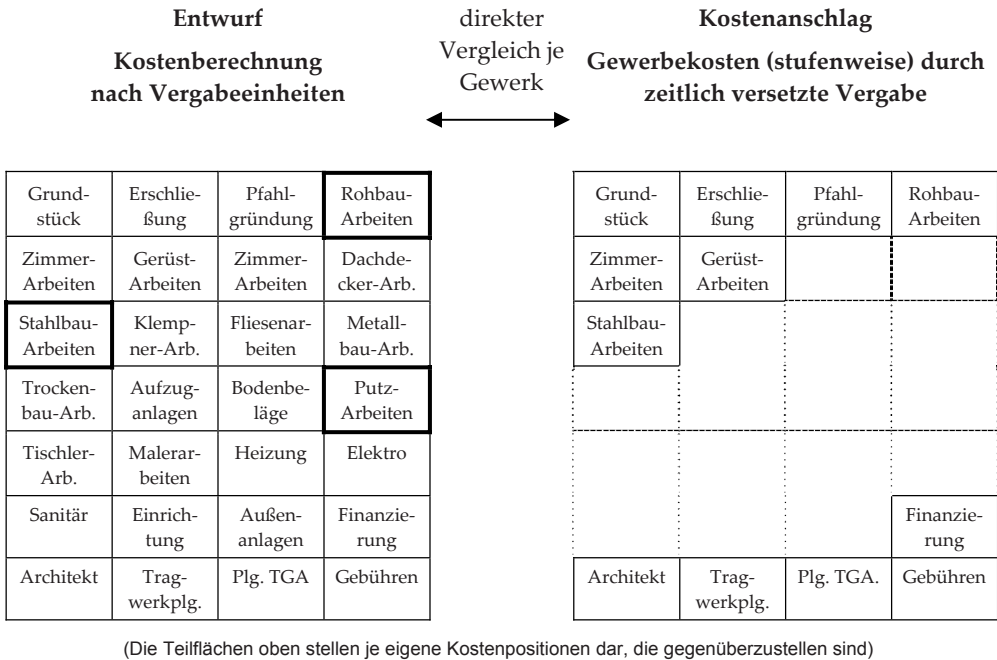 Entwurf
Kostenberechnung
nach Vergabeeinheiten
direkter
Vergleich je
Gewerk
Kostenanschlag
Gewerbekosten (stufenweise) durch
zeitlich versetzte Vergabe
Grund-
stück
Erschlie-
ßung
Pfahl-
gründung
Rohbau-
Arbeiten
Zimmer-
Arbeiten
Gerüst-
Arbeiten
Zimmer-
Arbeiten
Dachde-
cker-Arb.
Stahlbau-
Arbeiten
Klemp-
ner-Arb.
Fliesenar-
beiten
Metall-
bau-Arb.
Trocken-
bau-Arb.
Aufzug-
anlagen
Bodenbe-
läge
Putz-
Arbeiten
Tischler-
Arb.
Malerar-
beiten
Heizung
Elektro
Sanitär
Einrich-
tung
Außen-
anlagen
Finanzie-
rung
Architekt
Trag-
werkplg.
Plg. TGA
Gebühren
Grund-
stück
Erschlie-
ßung
Pfahl-
gründung
Rohbau-
Arbeiten
Zimmer-
Arbeiten
Gerüst-
Arbeiten
Stahlbau-
Arbeiten
Finanzie-
rung
Architekt
Trag-
werkplg.
Plg. TGA.
Gebühren
(Die Teilflächen oben stellen je eigene Kostenpositionen dar, die gegenüberzustellen sind)